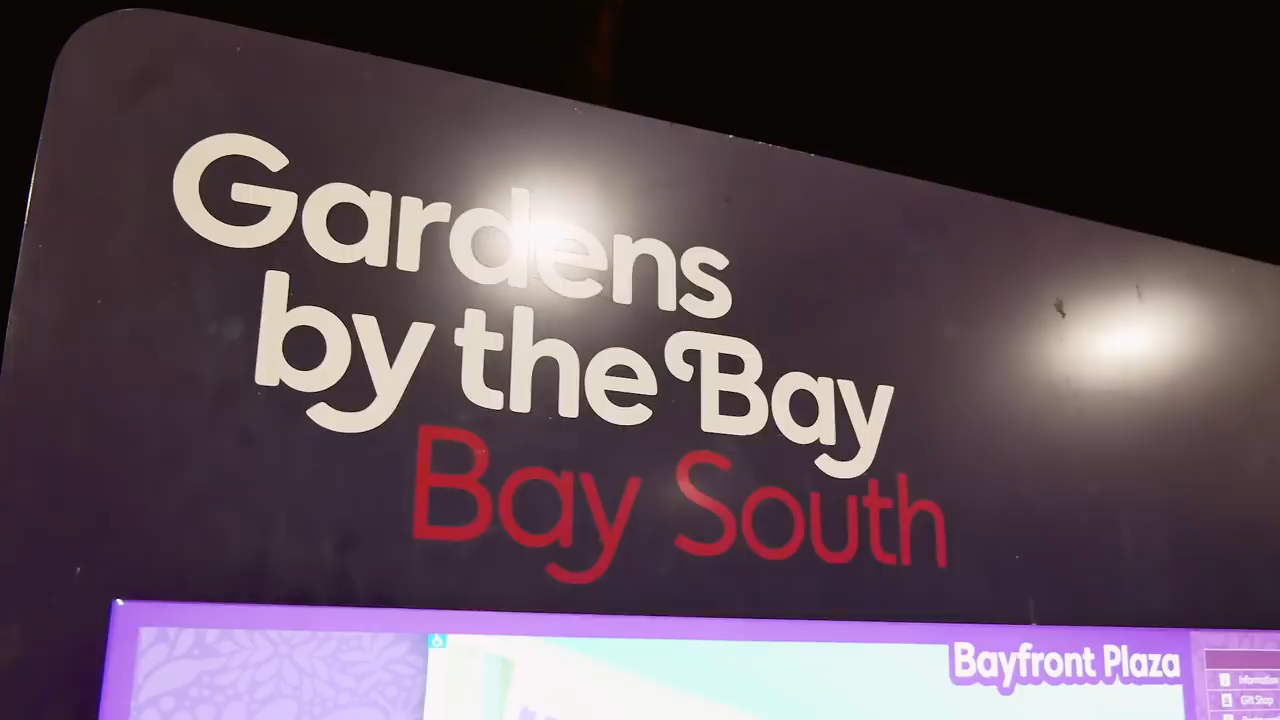 Gardens
by the Bay
Bay South
Bayfront Plaza
Information
Gift Shop